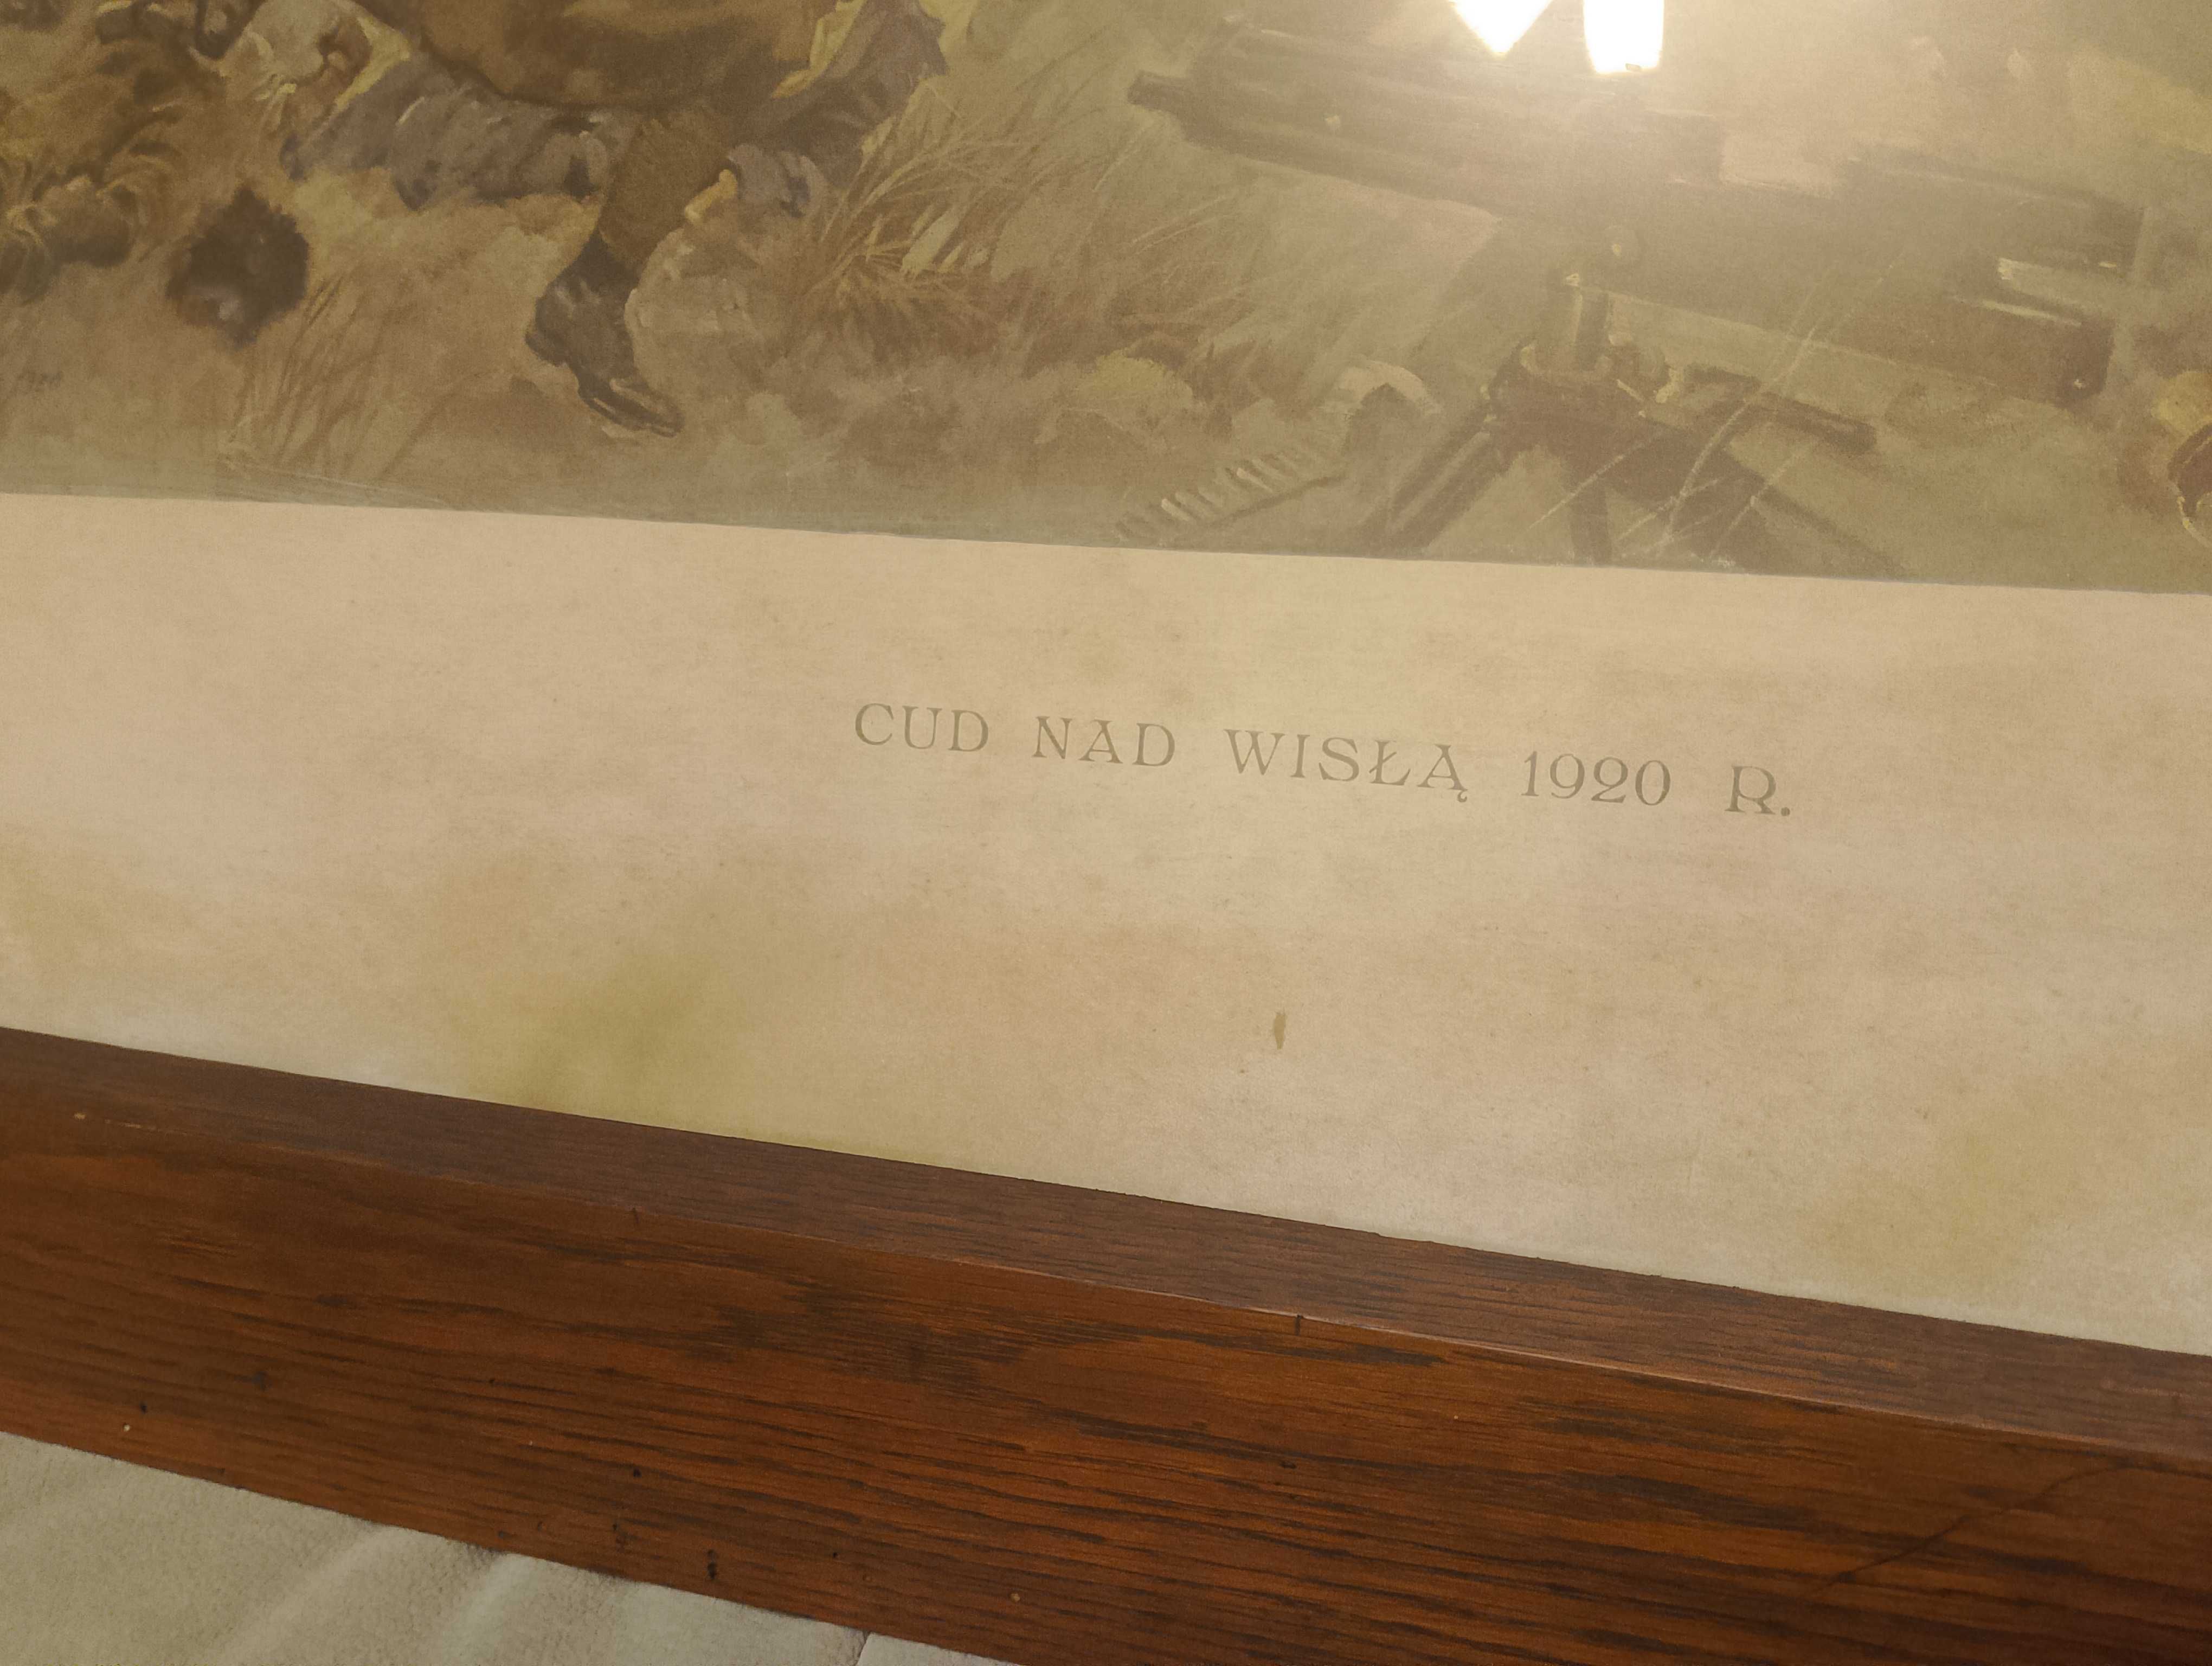 CUD NAD WISŁĄ 1920 R.